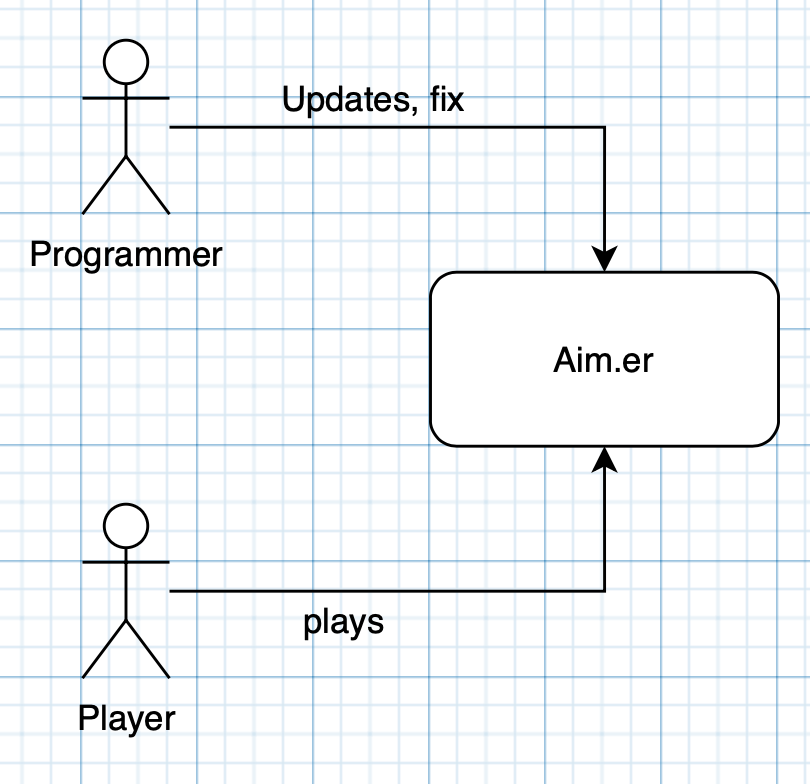 Updates, fix
Programmer
Aim.er
plays
Player